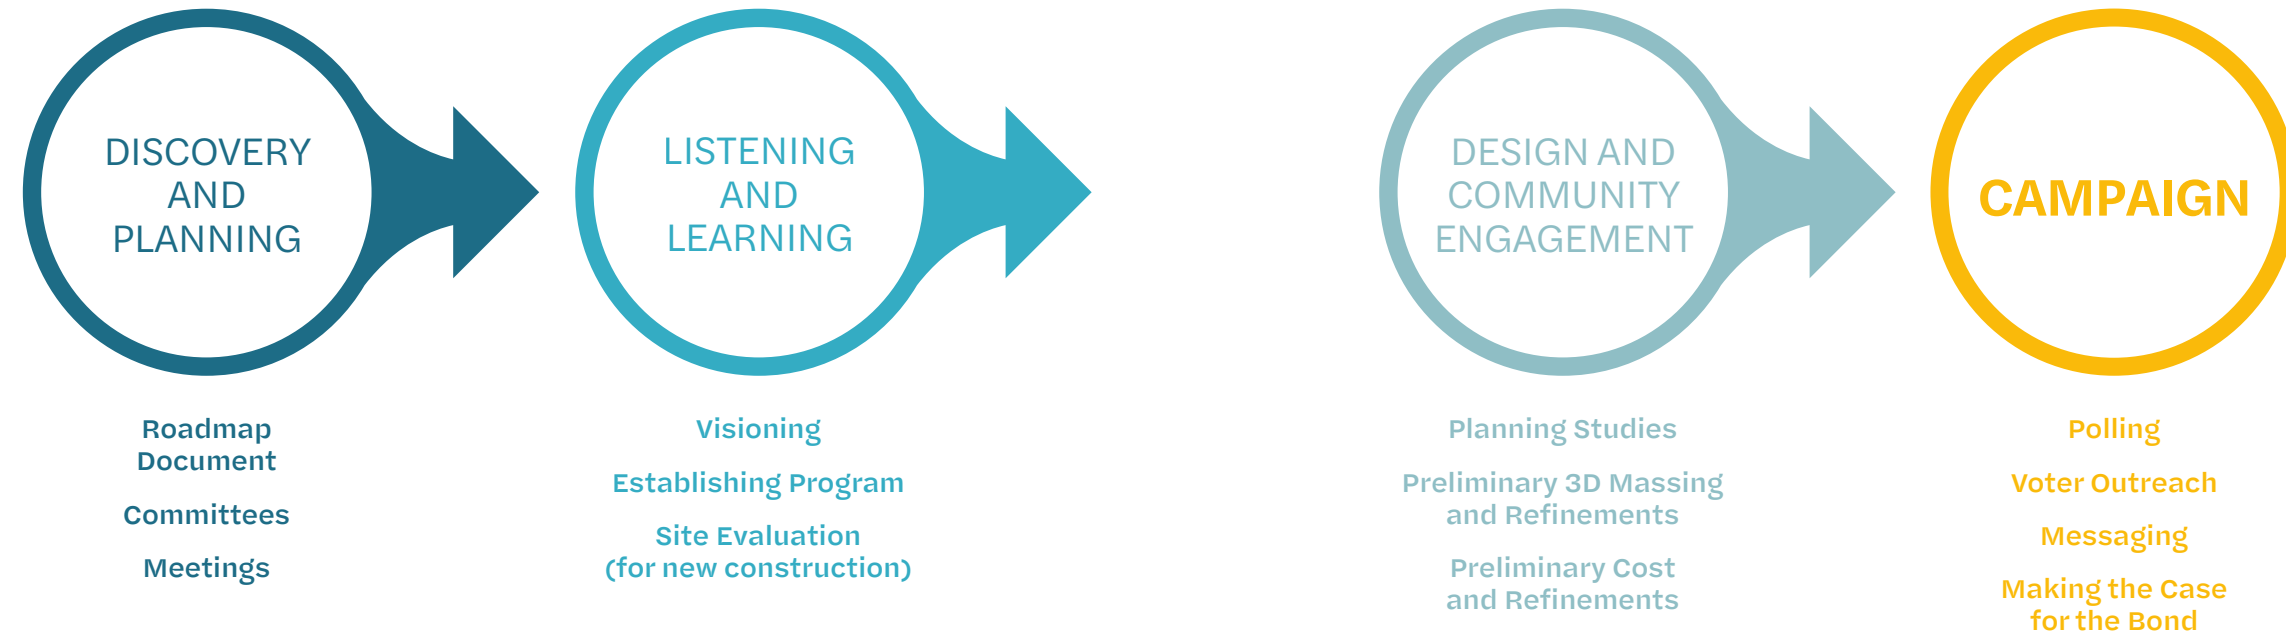 DISCOVERY
AND
PLANNING
Roadmap
Document
Committees
Meetings
LISTENING
AND
LEARNING
Visioning
Establishing Program
Site Evaluation
(for new construction)
DESIGN AND
COMMUNITY
ENGAGEMENT
Planning Studies
Preliminary 3D Massing
and Refinements
Preliminary Cost
and Refinements
CAMPAIGN
Polling
Voter Outreach
Messaging
Making the Case
for the Bond